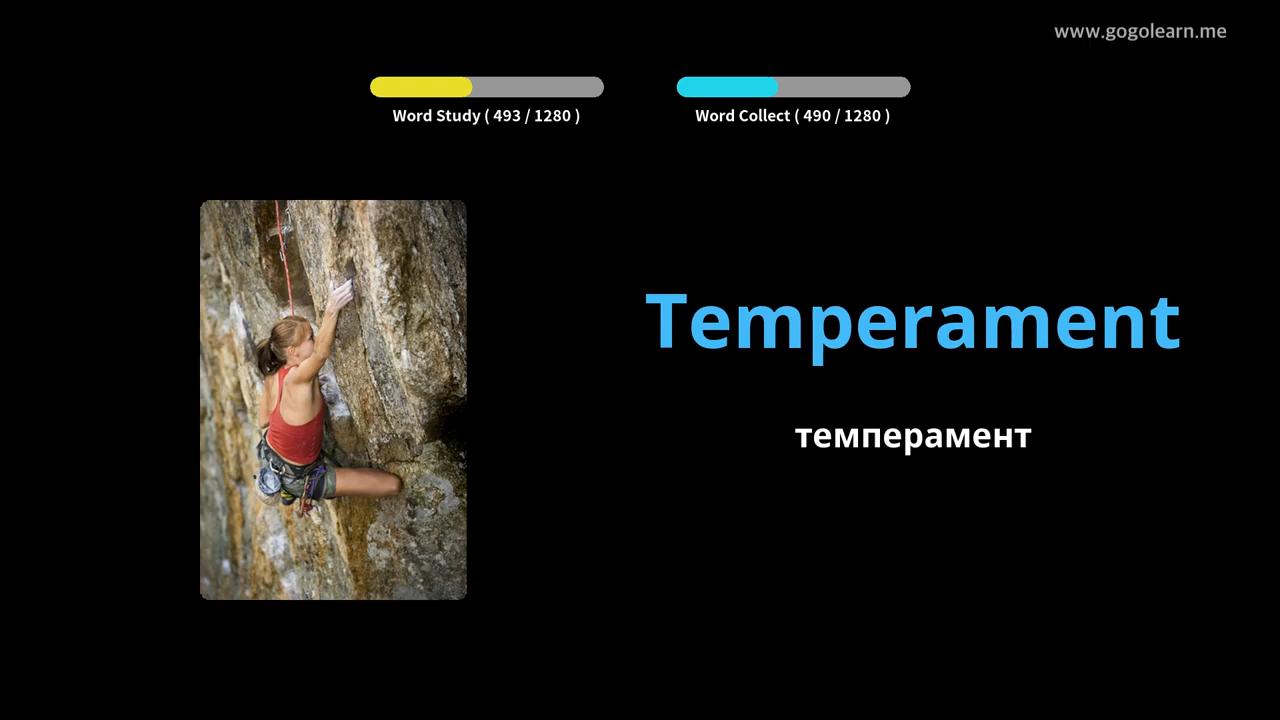 www.gogolearn.me
Word Study ( 493 / 1280 )
Word Collect ( 490 / 1280 )
Temperament
темперамент